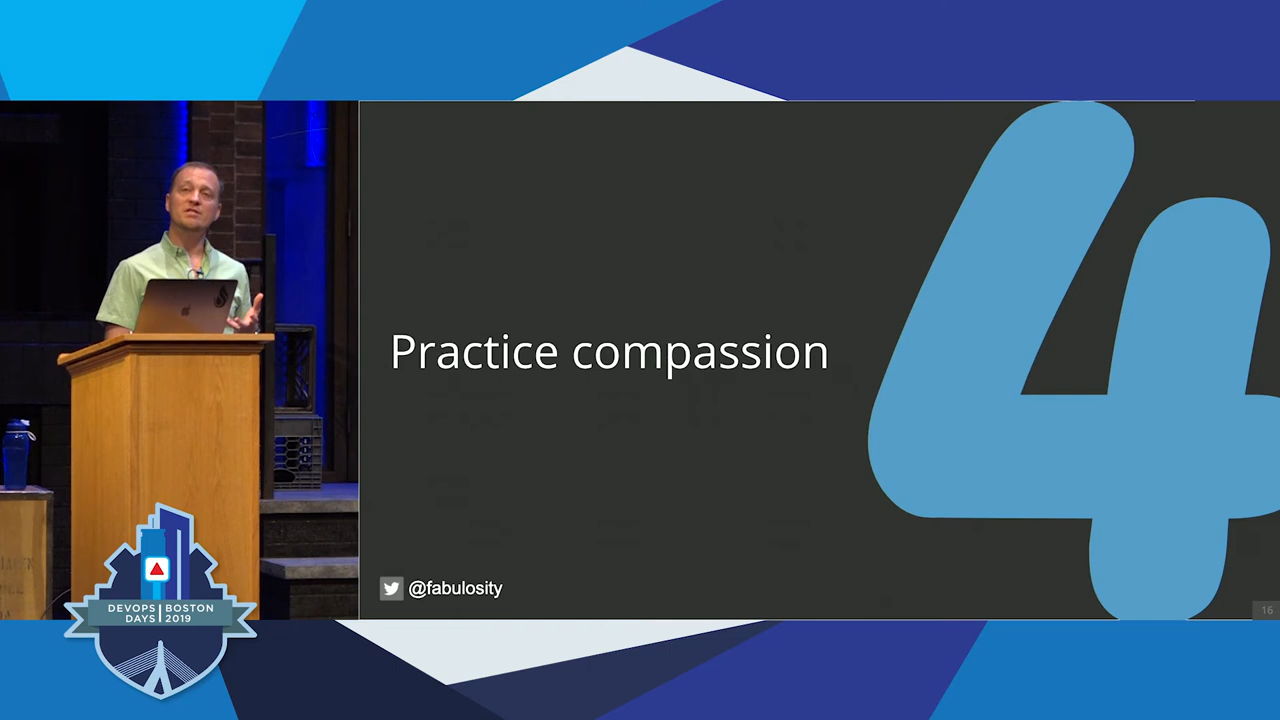 Practice compassion
4
@fabulosity
16
DEVOPS BOSTON
DAYS 2019